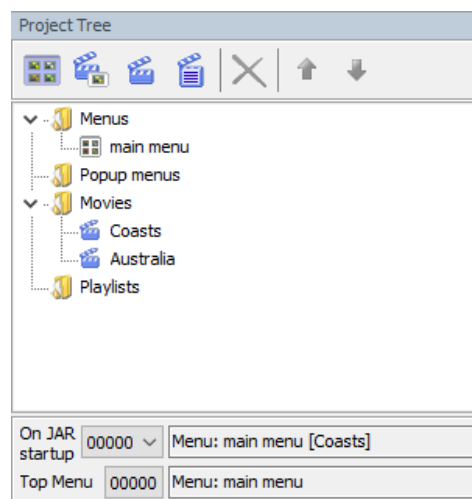 Project Tree
Menus
main menu
Popup menus
Movies
Coasts
Australia
Playlists
On JAR startup 00000 Menu: main menu [Coasts]
Top Menu 00000 Menu: main menu